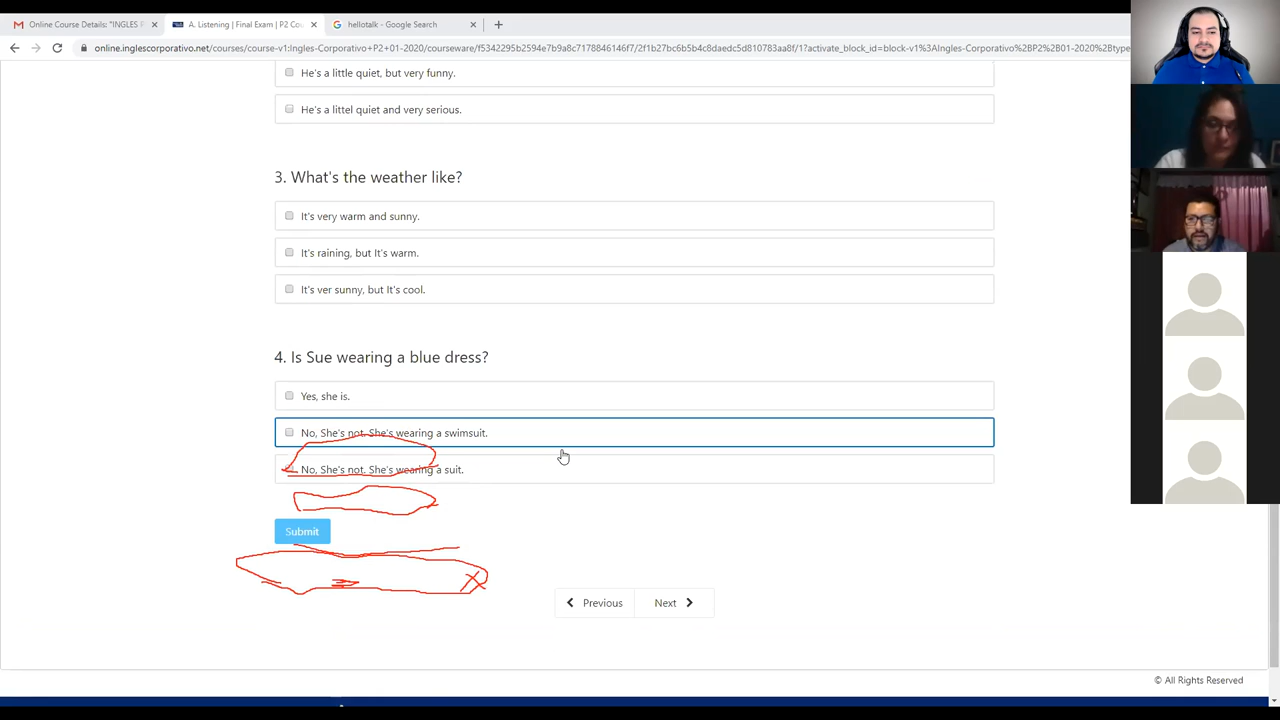 Online Course Details: "INGLES P
A. Listening | Final Exam | P2 Cou
hellotalk - Google Search
online.inglescorporativo.net/courses/course-v1:Ingles-Corporativo+P2+01-2020/courseware/f5342295b2594e7b9a8c7178846146f7/2f1b27bc6b5b4c8daedc5d810783aa8f/1?activate_block_id=block-v1%3AIngles-Corporativo%2BP2%2B01-2020%2Btype
He's a little quiet, but very funny.
He's a littel quiet and very serious.
3. What's the weather like?
It's very warm and sunny.
It's raining, but It's warm.
It's ver sunny, but It's cool.
4. Is Sue wearing a blue dress?
Yes, she is.
No, She's not. She's wearing a swimsuit.
No, She's not. She's wearing a suit.
Submit
Previous
Next
© All Rights Reserved